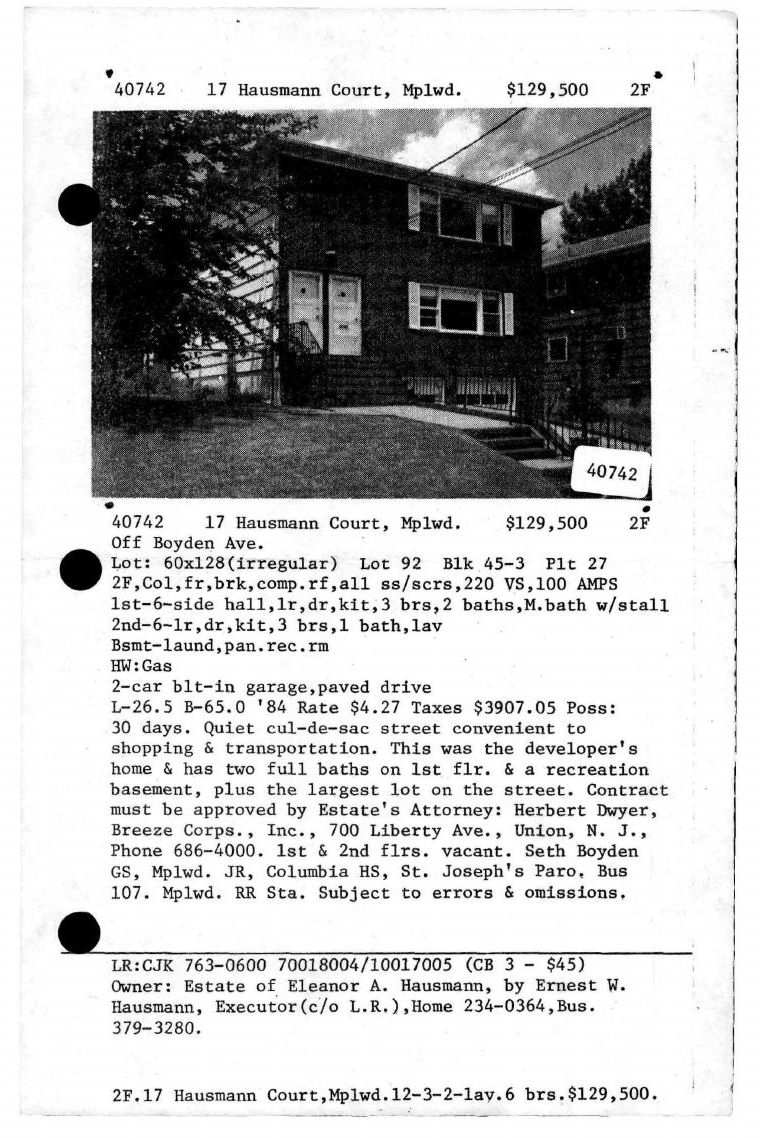 40742 17 Hausmann Court, Mplwd. $129,500 2F
40742
40742 17 Hausmann Court, Mplwd. $129,500 2F
Off Boyden Ave.
Lot: 60x128(irregular) Lot 92 Blk 45-3 Plt 27
2F,Col,fr,brk,comp.rf,all ss/scrs,220 VS,100 AMPS
1st-6-side hall,lr,dr,kit,3 brs,2 baths,M.bath w/stall
2nd-6-lr,dr,kit,3 brs,1 bath,lav
Bsmt-laund,pan.rec.rm
HW:Gas
2-car blt-in garage,paved drive
L-26.5 B-65.0 '84 Rate $4.27 Taxes $3907.05 Poss:
30 days. Quiet cul-de-sac street convenient to
shopping & transportation. This was the developer's
home & has two full baths on 1st flr. & a recreation
basement, plus the largest lot on the street. Contract
must be approved by Estate's Attorney: Herbert Dwyer,
Breeze Corps., Inc., 700 Liberty Ave., Union, N. J.,
Phone 686-4000. 1st & 2nd flrs. vacant. Seth Boyden
GS, Mplwd. JR, Columbia HS, St. Joseph's Paro. Bus
107. Mplwd. RR Sta. Subject to errors & omissions.
LR:CJK 763-0600 70018004/10017005 (CB 3 - $45)
Owner: Estate of Eleanor A. Hausmann, by Ernest W.
Hausmann, Executor(c/o L.R.),Home 234-0364,Bus.
379-3280.
2F.17 Hausmann Court,Mplwd.12-3-2-lav.6 brs.$129,500.